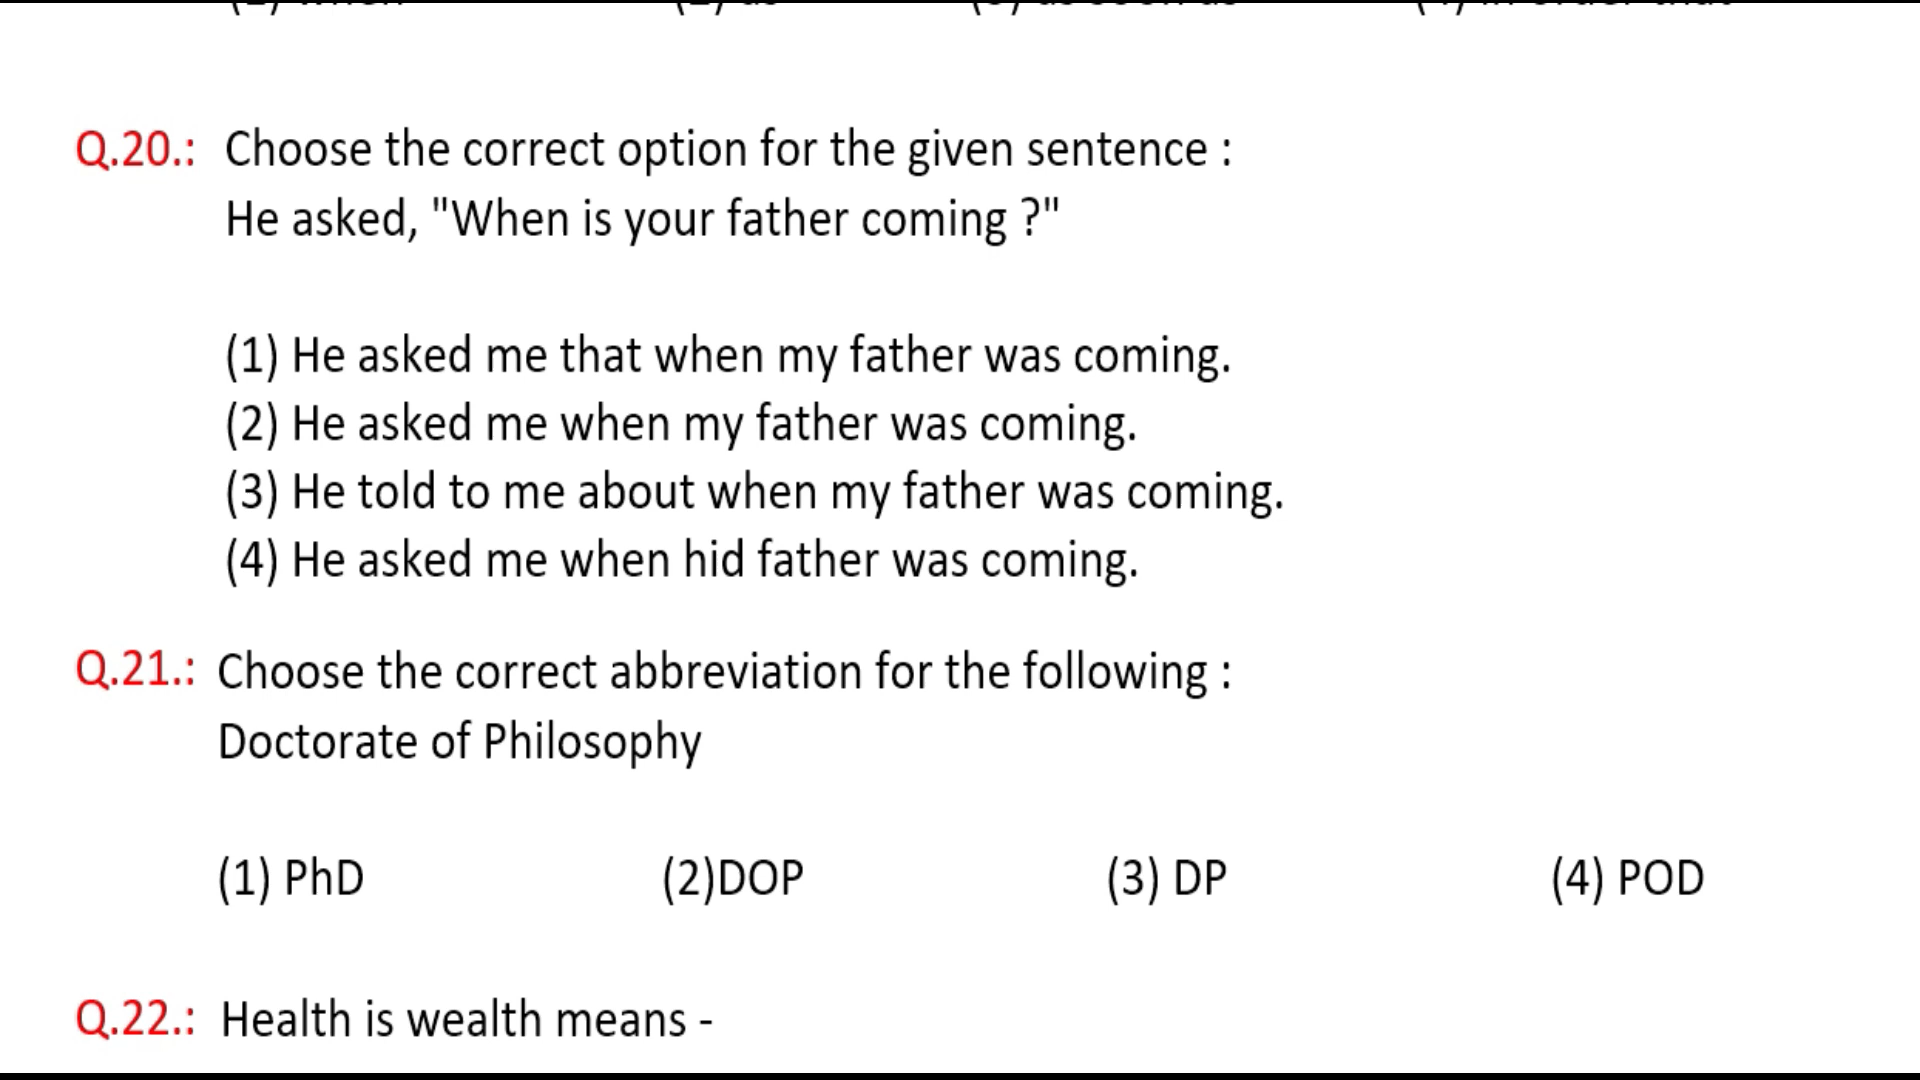 Q.20.: Choose the correct option for the given sentence :
He asked, "When is your father coming ?"
(1) He asked me that when my father was coming.
(2) He asked me when my father was coming.
(3) He told to me about when my father was coming.
(4) He asked me when hid father was coming.
Q.21.: Choose the correct abbreviation for the following :
Doctorate of Philosophy
(1) PhD (2)DOP (3) DP (4) POD
Q.22.: Health is wealth means -